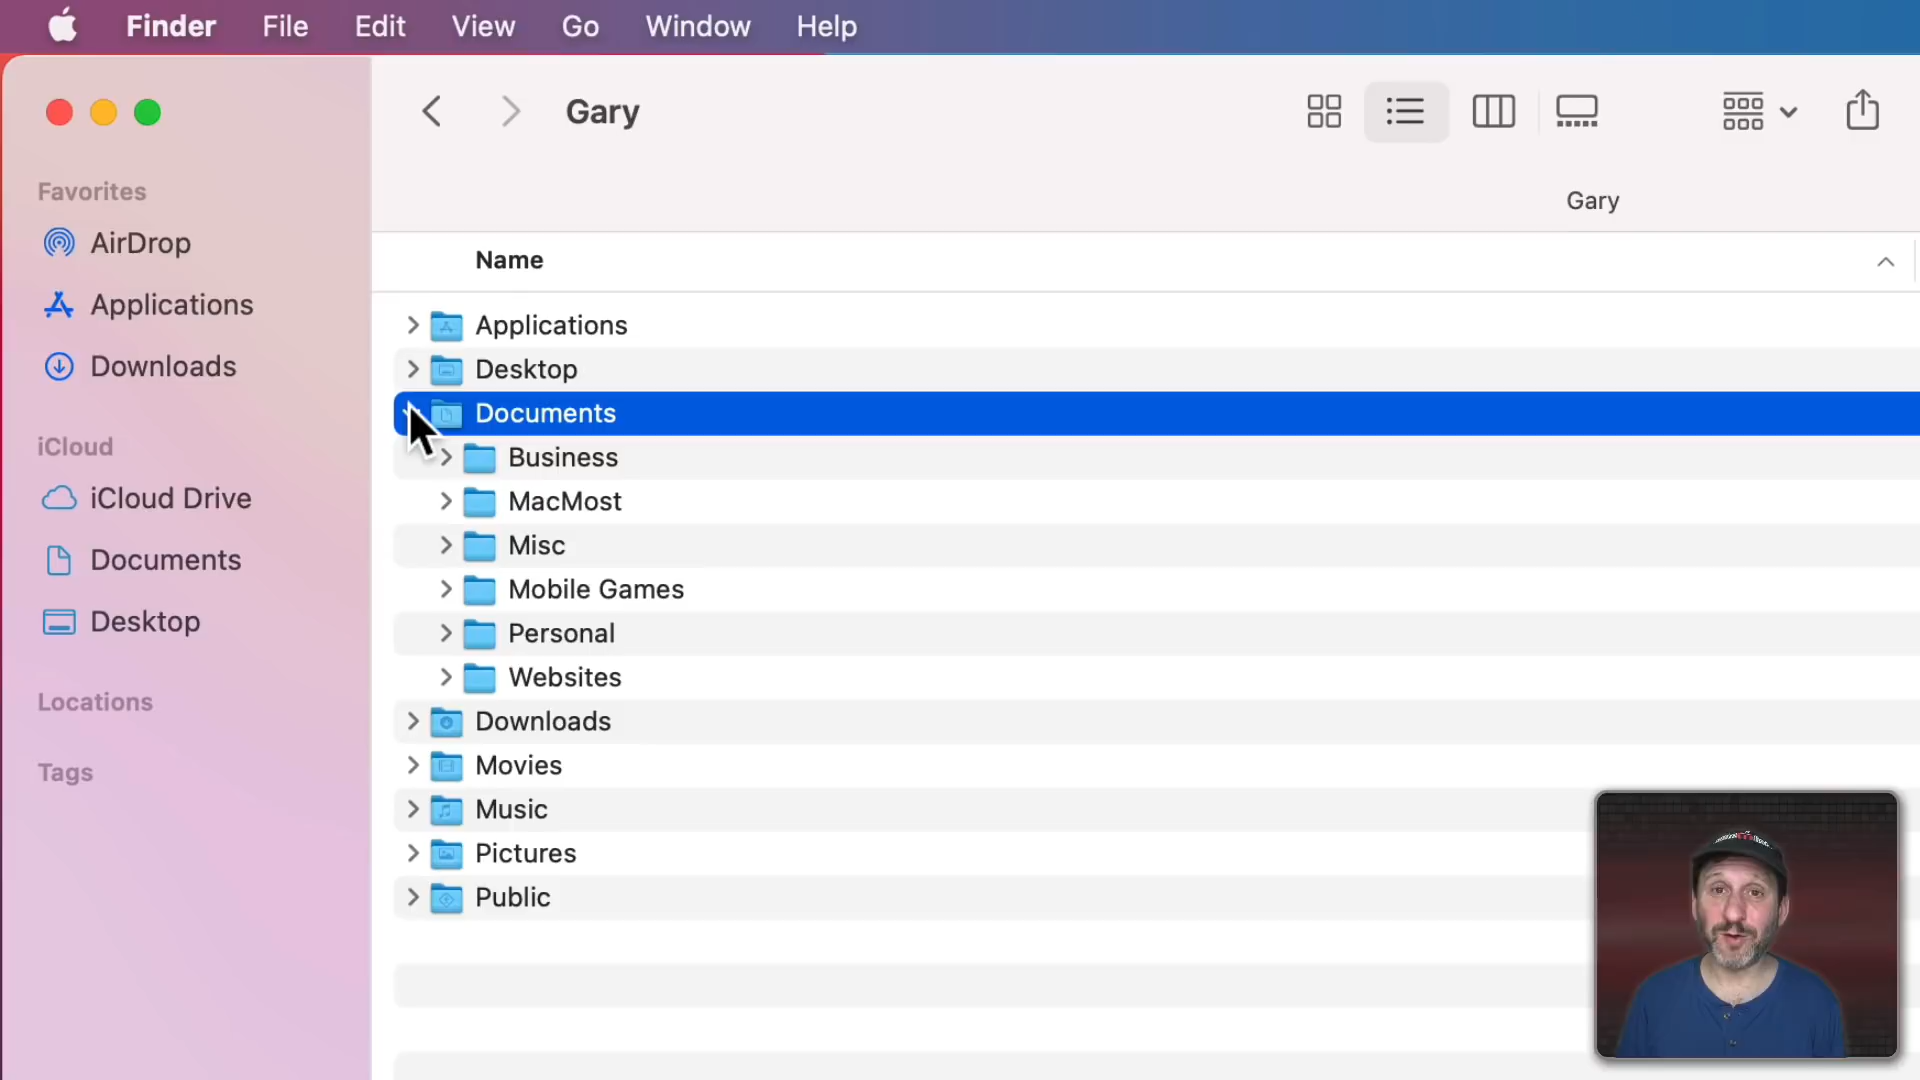 Finder File Edit View Go Window Help
Gary
Gary
Favorites
AirDrop
Applications
Downloads
iCloud
iCloud Drive
Documents
Desktop
Locations
Tags
Name
Applications
Desktop
Documents
Business
MacMost
Misc
Mobile Games
Personal
Websites
Downloads
Movies
Music
Pictures
Public